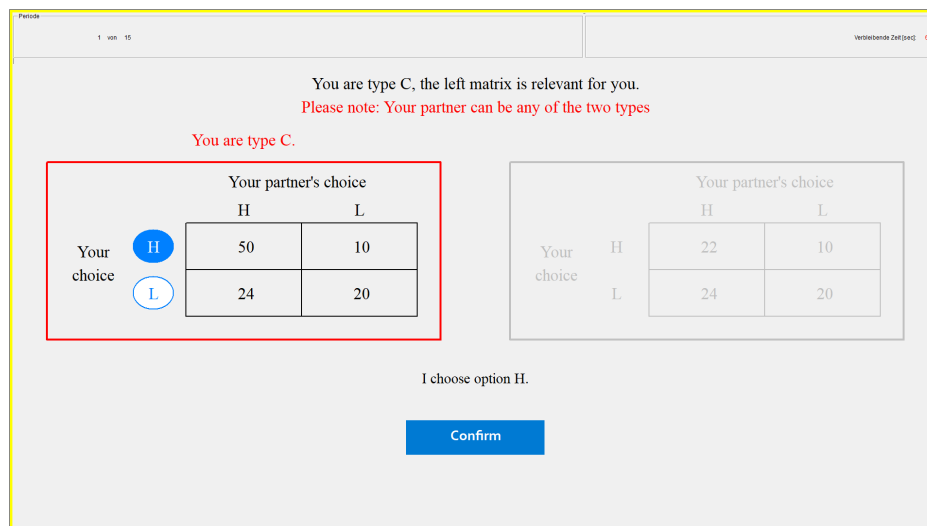 Periode
1 von 15
Verbleibende Zeit [sec]:
You are type C, the left matrix is relevant for you.
Please note: Your partner can be any of the two types
You are type C.
Your partner's choice
H L
Your choice
H 50 10
L 24 20
Your partner's choice
H L
Your choice
H 22 10
L 24 20
I choose option H.
Confirm